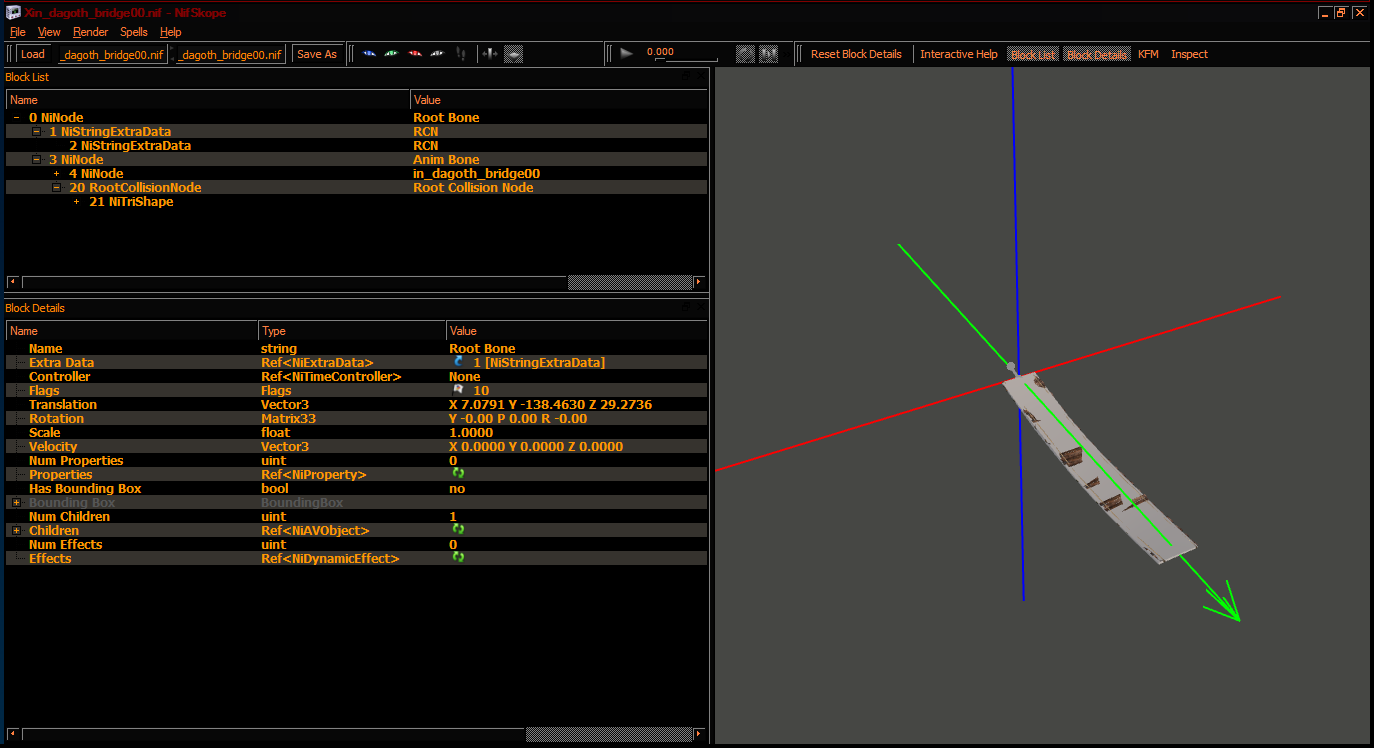 Xin_dagoth_bridge00.nif - NifSkope
File View Render Spells Help
Load _dagoth_bridge00.nif _dagoth_bridge00.nif Save As 0.000 Reset Block Details Interactive Help Block List Block Details KFM Inspect
Block List
Name Value
0 NiNode Root Bone
1 NiStringExtraData RCN
2 NiStringExtraData RCN
3 NiNode Anim Bone
4 NiNode in_dagoth_bridge00
20 RootCollisionNode Root Collision Node
21 NiTriShape
Block Details
Name Type Value
Name string Root Bone
Extra Data Ref<NiExtraData> 1 [NiStringExtraData]
Controller Ref<NiTimeController> None
Flags Flags 10
Translation Vector3 X 7.0791 Y -138.4630 Z 29.2736
Rotation Matrix33 Y -0.00 P 0.00 R -0.00
Scale float 1.0000
Velocity Vector3 X 0.0000 Y 0.0000 Z 0.0000
Num Properties uint 0
Properties Ref<NiProperty>
Has Bounding Box bool no
Bounding Box BoundingBox
Num Children uint 1
Children Ref<NiAVObject>
Num Effects uint 0
Effects Ref<NiDynamicEffect>